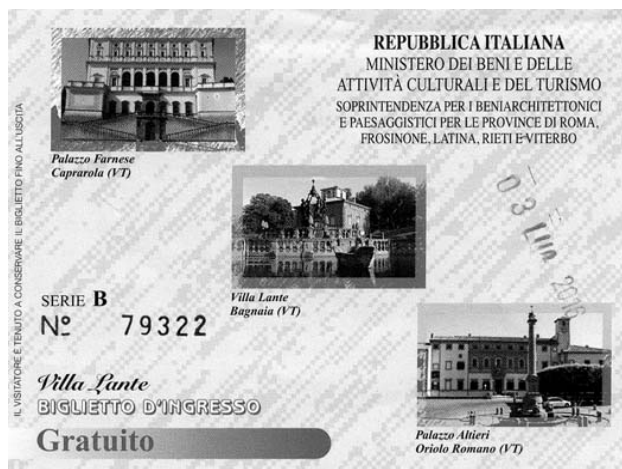 REPUBBLICA ITALIANA
MINISTERO DEI BENI E DELLE
ATTIVITÀ CULTURALI E DEL TURISMO
SOPRINTENDENZA PER I BENIARCHITETTONICI
E PAESAGGISTICI PER LE PROVINCE DI ROMA,
FROSINONE, LATINA, RIETI E VITERBO
Palazzo Farnese
Caprarola (VT)
03 LUG 2016
Villa Lante
Bagnaia (VT)
SERIE B
Nº 79322
Villa Lante
BIGLIETTO D'INGRESSO
Gratuito
Palazzo Altieri
Oriolo Romano (VT)
IL VISITATORE È TENUTO A CONSERVARE IL BIGLIETTO FINO ALL'USCITA